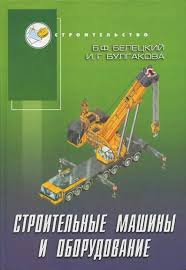 СТРОИТЕЛЬСТВО
Б.Ф. БЕЛЕЦКИЙ
И.Г. БУЛГАКОВА
СТРОИТЕЛЬНЫЕ МАШИНЫ
И ОБОРУДОВАНИЕ